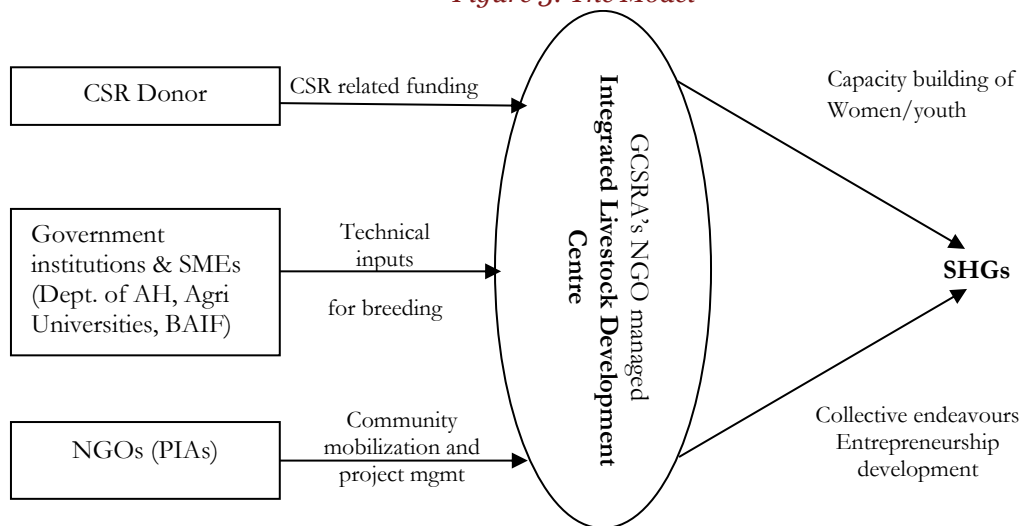 Figure The Model
CSR Donor
CSR related funding
Government
institutions & SMEs
(Dept. of AH, Agri
Universities, BAIF)
Technical
inputs
for breeding
NGOs (PIAs)
Community
mobilization and
project mgmt
GCSRA's NGO managed
Integrated Livestock Development
Centre
Capacity building of
Women/youth
SHGs
Collective endeavours
Entrepreneurship
development